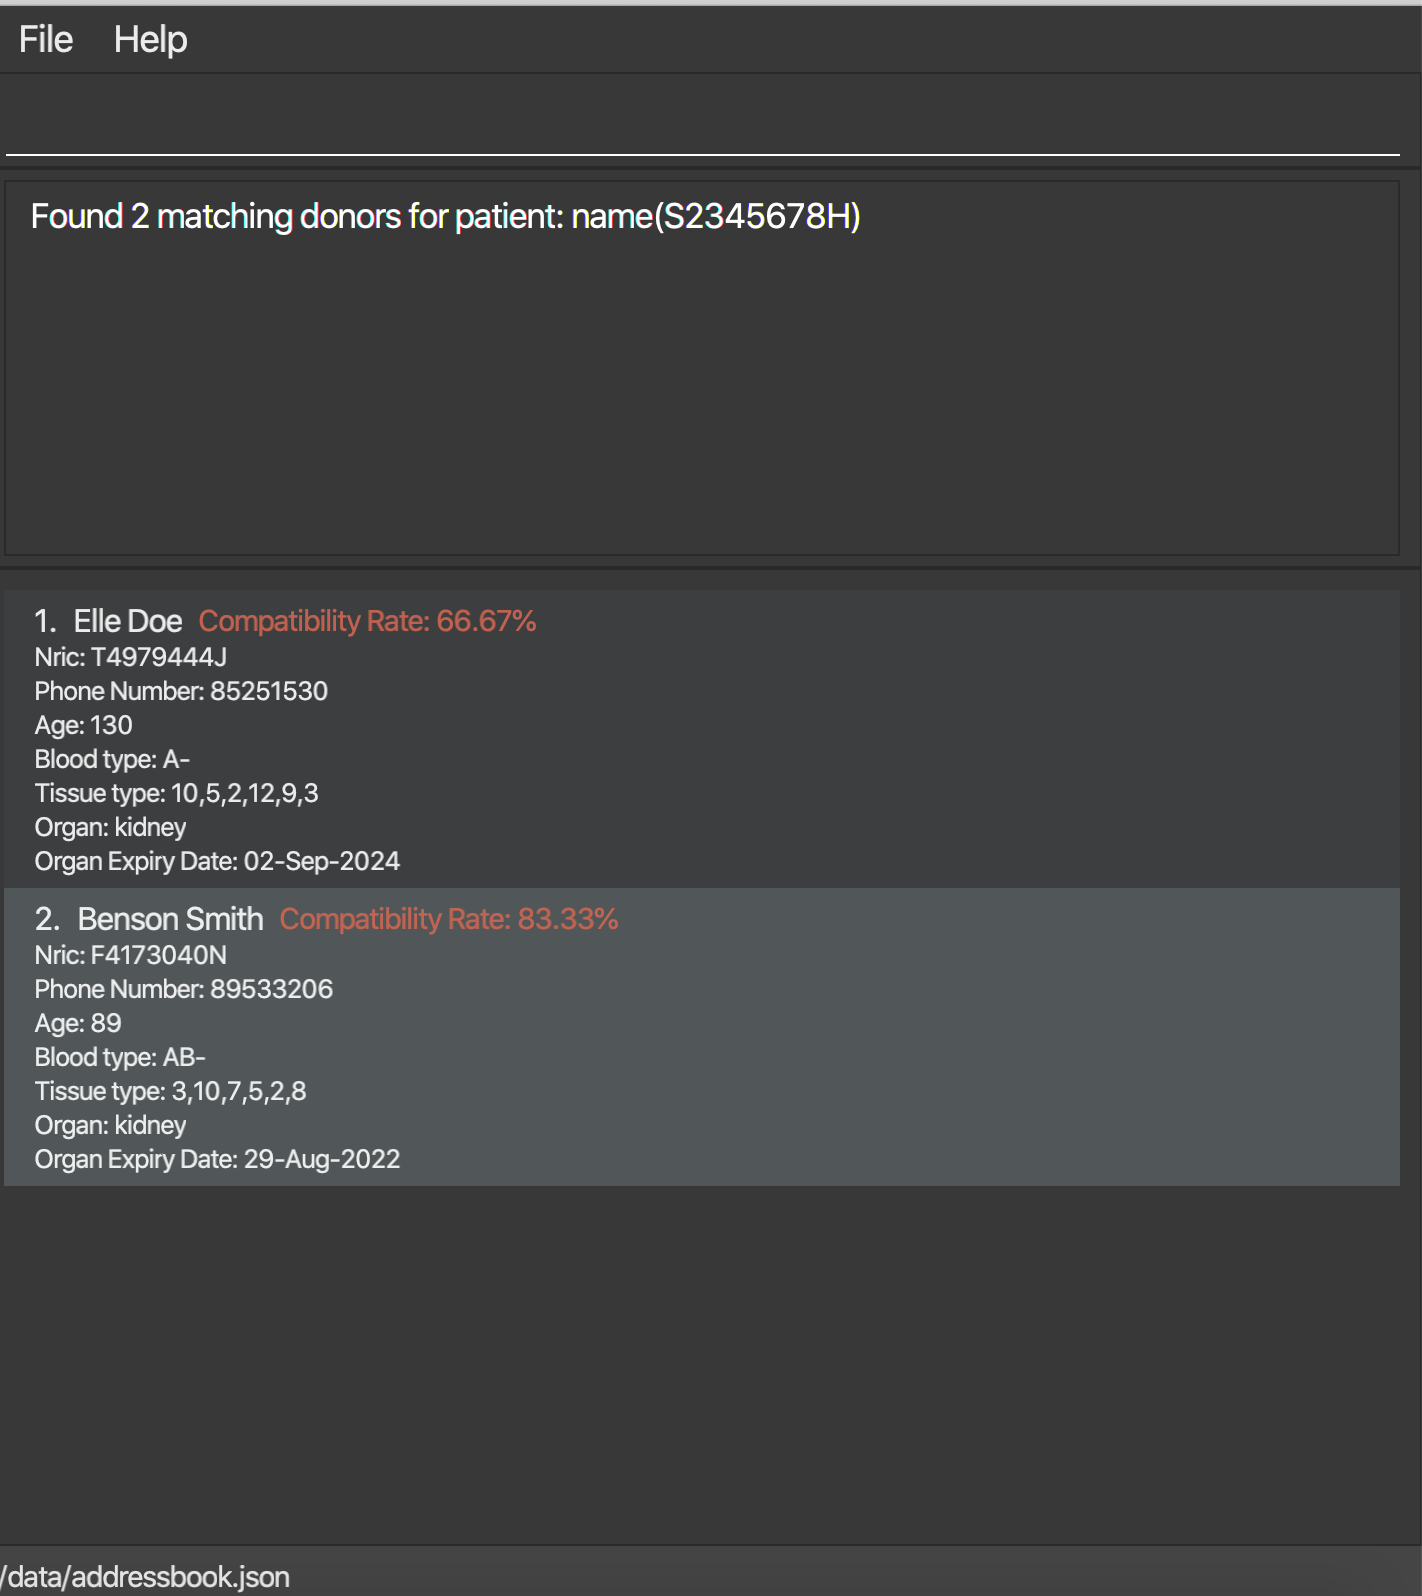 File Help
Found 2 matching donors for patient: name(S2345678H)
1. Elle Doe Compatibility Rate: 66.67%
Nric: T4979444J
Phone Number: 85251530
Age: 130
Blood type: A-
Tissue type: 10,5,2,12,9,3
Organ: kidney
Organ Expiry Date: 02-Sep-2024
2. Benson Smith Compatibility Rate: 83.33%
Nric: F4173040N
Phone Number: 89533206
Age: 89
Blood type: AB-
Tissue type: 3,10,7,5,2,8
Organ: kidney
Organ Expiry Date: 29-Aug-2022
/data/addressbook.json